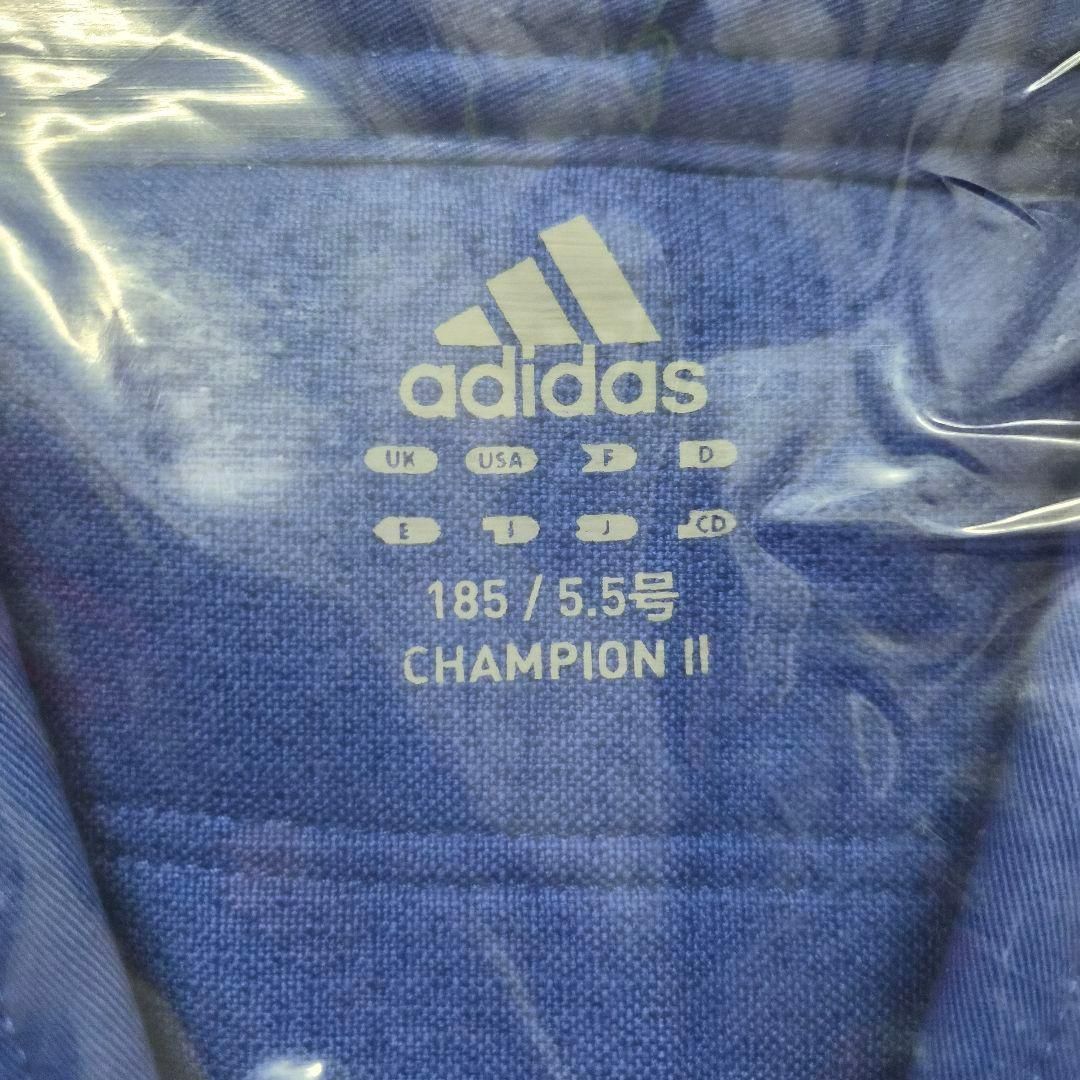 adidas
UK USA F D
E I J CD
185 / 5.5号
CHAMPION II